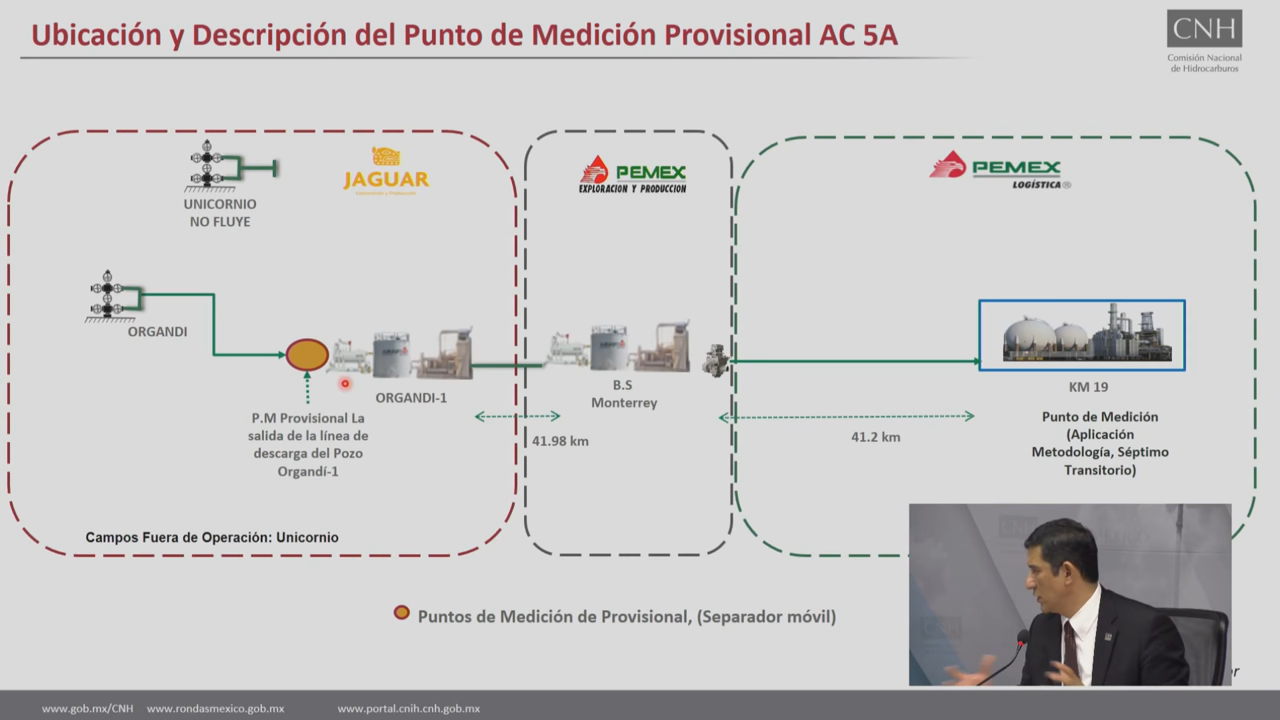 Ubicación y Descripción del Punto de Medición Provisional AC 5A
CNH
Comisión Nacional
de Hidrocarburos
UNICORNIO
NO FLUYE
JAGUAR
PEMEX
EXPLORACION Y PRODUCCION
PEMEX
LOGÍSTICA®
ORGANDI
ORGANDI-1
P.M Provisional La
salida de la línea de
descarga del Pozo
Organdí-1
41.98 km
B.S
Monterrey
41.2 km
KM 19
Punto de Medición
(Aplicación
Metodología, Séptimo
Transitorio)
Campos Fuera de Operación: Unicornio
Puntos de Medición de Provisional, (Separador móvil)
www.gob.mx/CNH www.rondasmexico.gob.mx www.portal.cnih.cnh.gob.mx